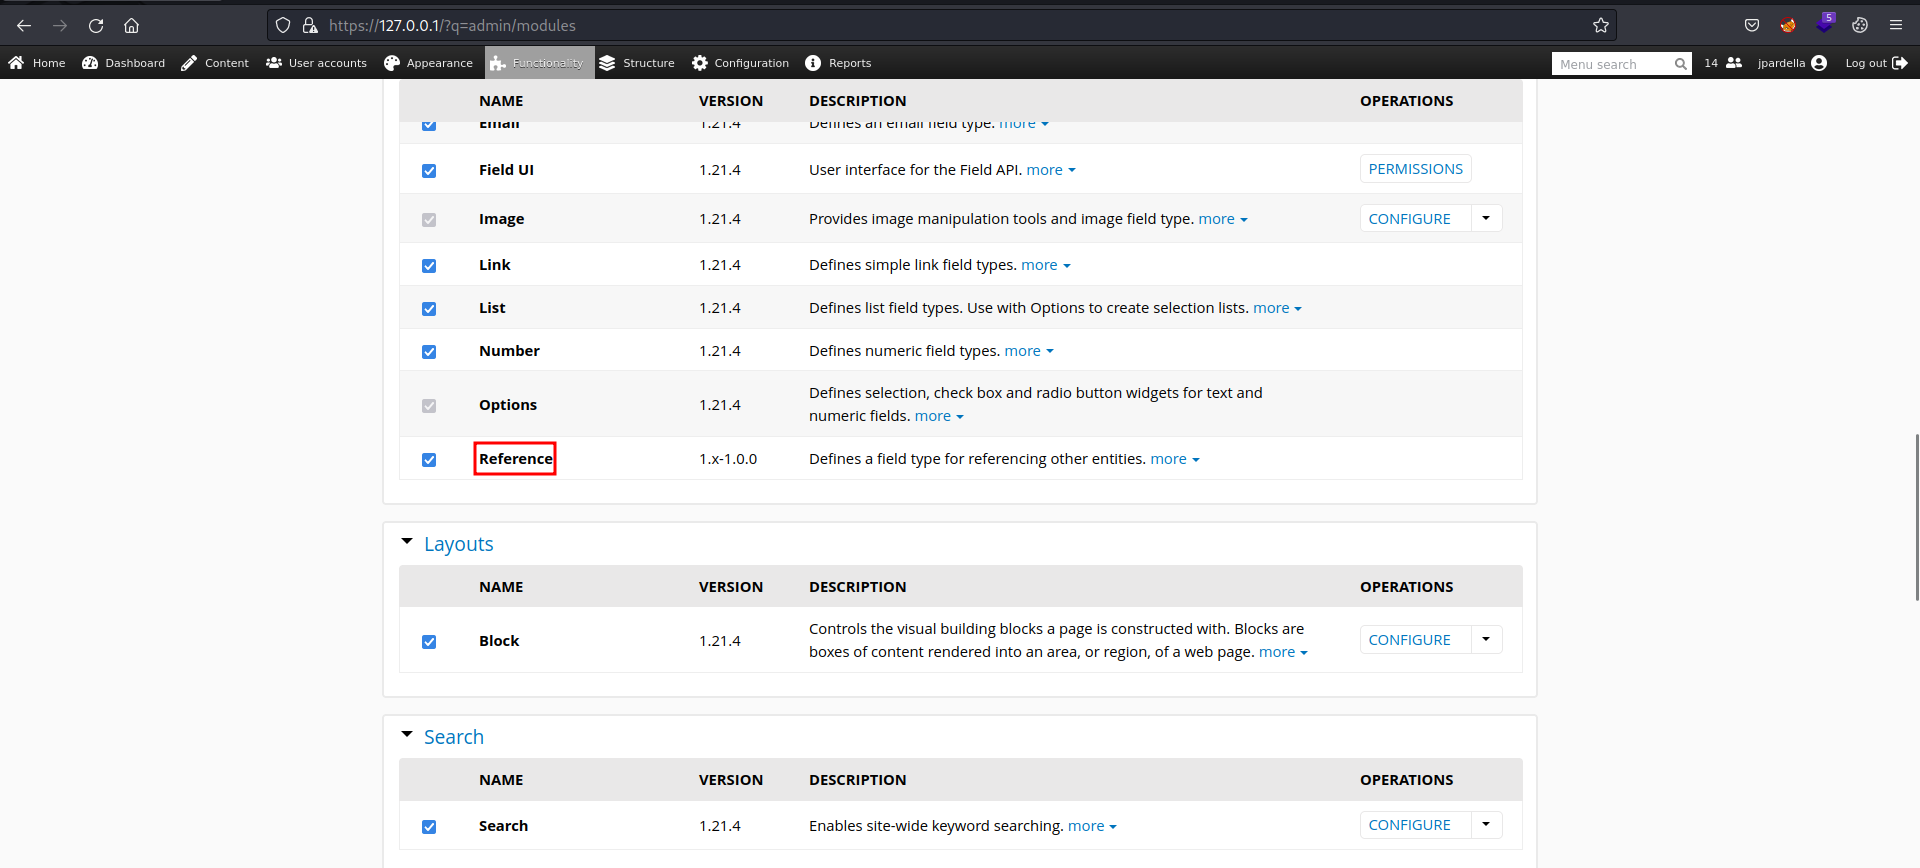 https://127.0.0.1/?q=admin/modules
5
Home Dashboard Content User accounts Appearance Functionality Structure Configuration Reports Menu search 14 jpardella Log out
NAME VERSION DESCRIPTION OPERATIONS
Email 1.21.4 Defines an email field type. more
Field UI 1.21.4 User interface for the Field API. more PERMISSIONS
Image 1.21.4 Provides image manipulation tools and image field type. more CONFIGURE
Link 1.21.4 Defines simple link field types. more
List 1.21.4 Defines list field types. Use with Options to create selection lists. more
Number 1.21.4 Defines numeric field types. more
Options 1.21.4 Defines selection, check box and radio button widgets for text and
numeric fields. more
Reference 1.x-1.0.0 Defines a field type for referencing other entities. more
Layouts
NAME VERSION DESCRIPTION OPERATIONS
Block 1.21.4 Controls the visual building blocks a page is constructed with. Blocks are
boxes of content rendered into an area, or region, of a web page. more CONFIGURE
Search
NAME VERSION DESCRIPTION OPERATIONS
Search 1.21.4 Enables site-wide keyword searching. more CONFIGURE